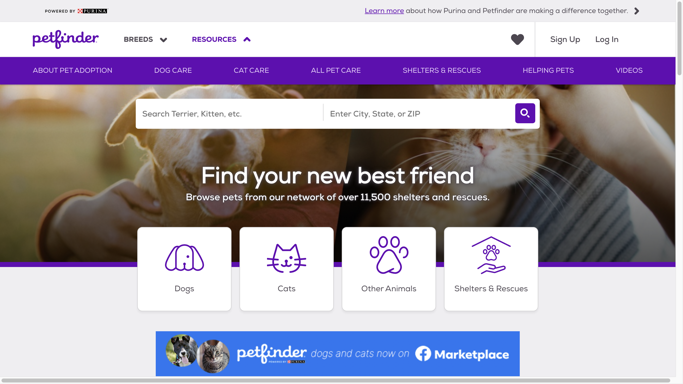 POWERED BY PURINA
Learn more about how Purina and Petfinder are making a difference together.
petfinder
BREEDS
RESOURCES
Sign Up
Log In
ABOUT PET ADOPTION
DOG CARE
CAT CARE
ALL PET CARE
SHELTERS & RESCUES
HELPING PETS
VIDEOS
Search Terrier, Kitten, etc.
Enter City, State, or ZIP
Find your new best friend
Browse pets from our network of over 11,500 shelters and rescues.
Dogs
Cats
Other Animals
Shelters & Rescues
petfinder dogs and cats now on Marketplace
POWERED BY PURINA